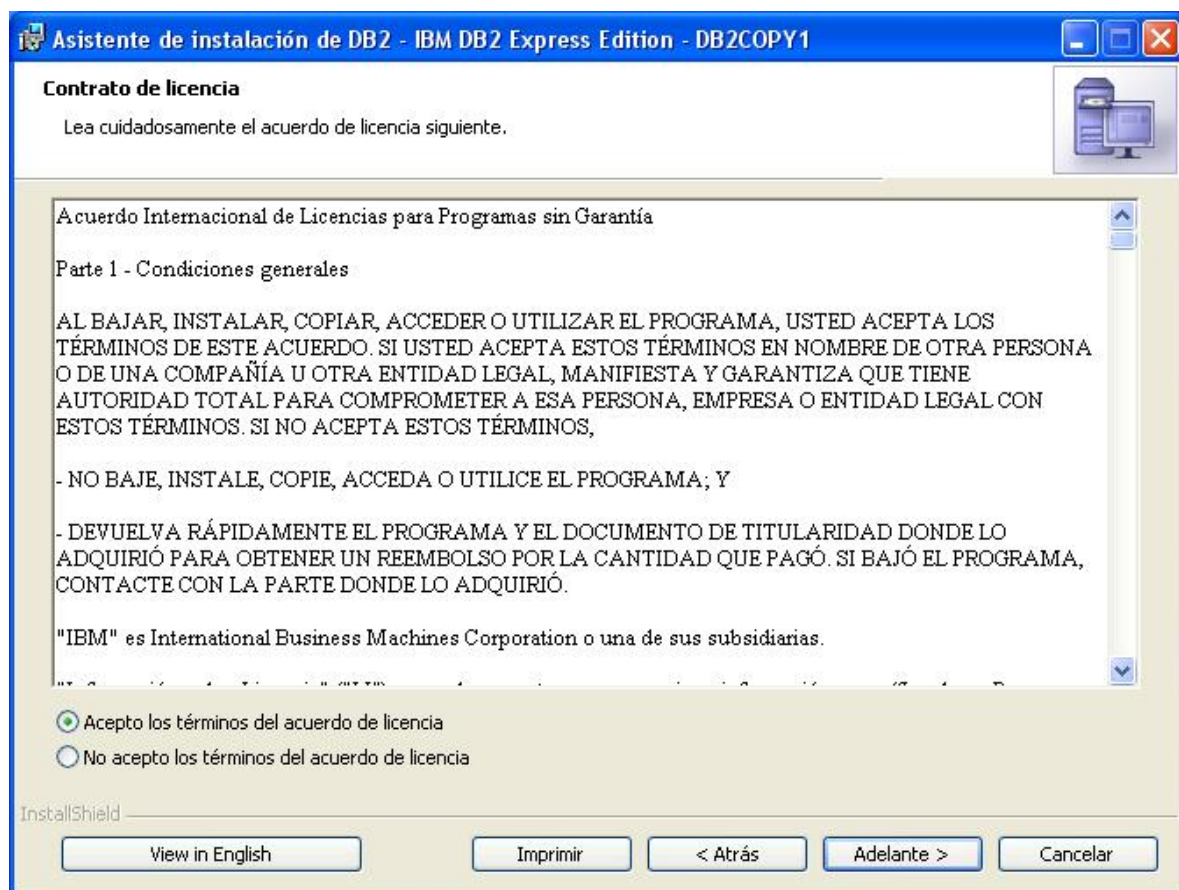 Asistente de instalación de DB2 - IBM DB2 Express Edition - DB2COPY1
Contrato de licencia
Lea cuidadosamente el acuerdo de licencia siguiente.
Acuerdo Internacional de Licencias para Programas sin Garantía
Parte 1 - Condiciones generales
AL BAJAR, INSTALAR, COPIAR, ACCEDER O UTILIZAR EL PROGRAMA, USTED ACEPTA LOS
TÉRMINOS DE ESTE ACUERDO. SI USTED ACEPTA ESTOS TÉRMINOS EN NOMBRE DE OTRA PERSONA
O DE UNA COMPAÑÍA U OTRA ENTIDAD LEGAL, MANIFIESTA Y GARANTIZA QUE TIENE
AUTORIDAD TOTAL PARA COMPROMETER A ESA PERSONA, EMPRESA O ENTIDAD LEGAL CON
ESTOS TÉRMINOS. SI NO ACEPTA ESTOS TÉRMINOS,
- NO BAJE, INSTALE, COPIE, ACCEDA O UTILICE EL PROGRAMA; Y
- DEVUELVA RÁPIDAMENTE EL PROGRAMA Y EL DOCUMENTO DE TITULARIDAD DONDE LO
ADQUIRIÓ PARA OBTENER UN REEMBOLSO POR LA CANTIDAD QUE PAGÓ. SI BAJÓ EL PROGRAMA,
CONTACTE CON LA PARTE DONDE LO ADQUIRIÓ.
"IBM" es International Business Machines Corporation o una de sus subsidiarias.
Acepto los términos del acuerdo de licencia
No acepto los términos del acuerdo de licencia
InstallShield
View in English
Imprimir
< Atrás
Adelante >
Cancelar